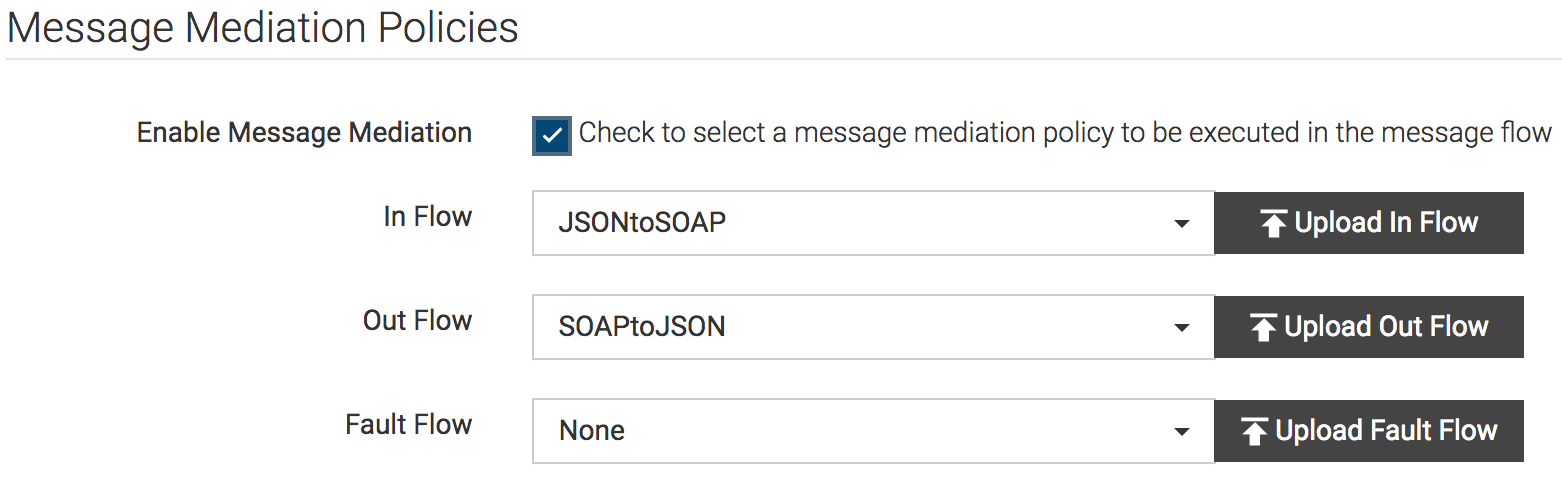 Message Mediation Policies
Enable Message Mediation Check to select a message mediation policy to be executed in the message flow
In Flow JSONtoSOAP Upload In Flow
Out Flow SOAPtoJSON Upload Out Flow
Fault Flow None Upload Fault Flow